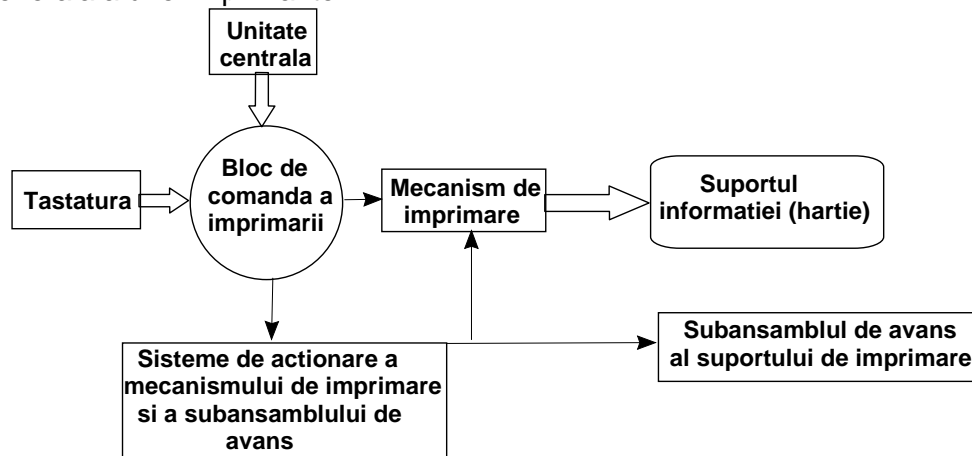 Unitate
centrala
Bloc de
comanda a
imprimarii
Tastatura
Mecanism de
imprimare
Suportul
informatiei (hartie)
Sisteme de actionare a
mecanismului de imprimare
si a subansamblului de
avans
Subansamblul de avans
al suportului de imprimare